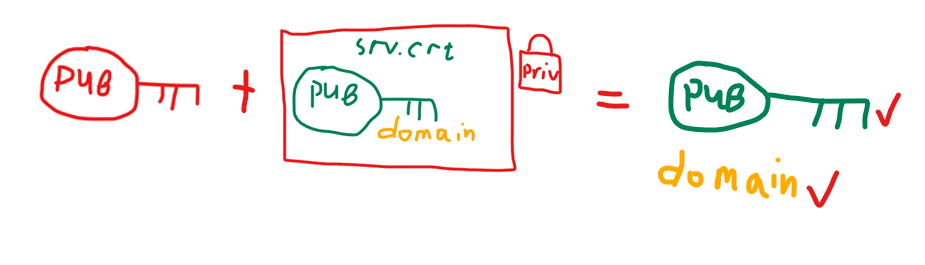 PUB + srv.crt priv = PUB ✓
PUB
domain
domain ✓